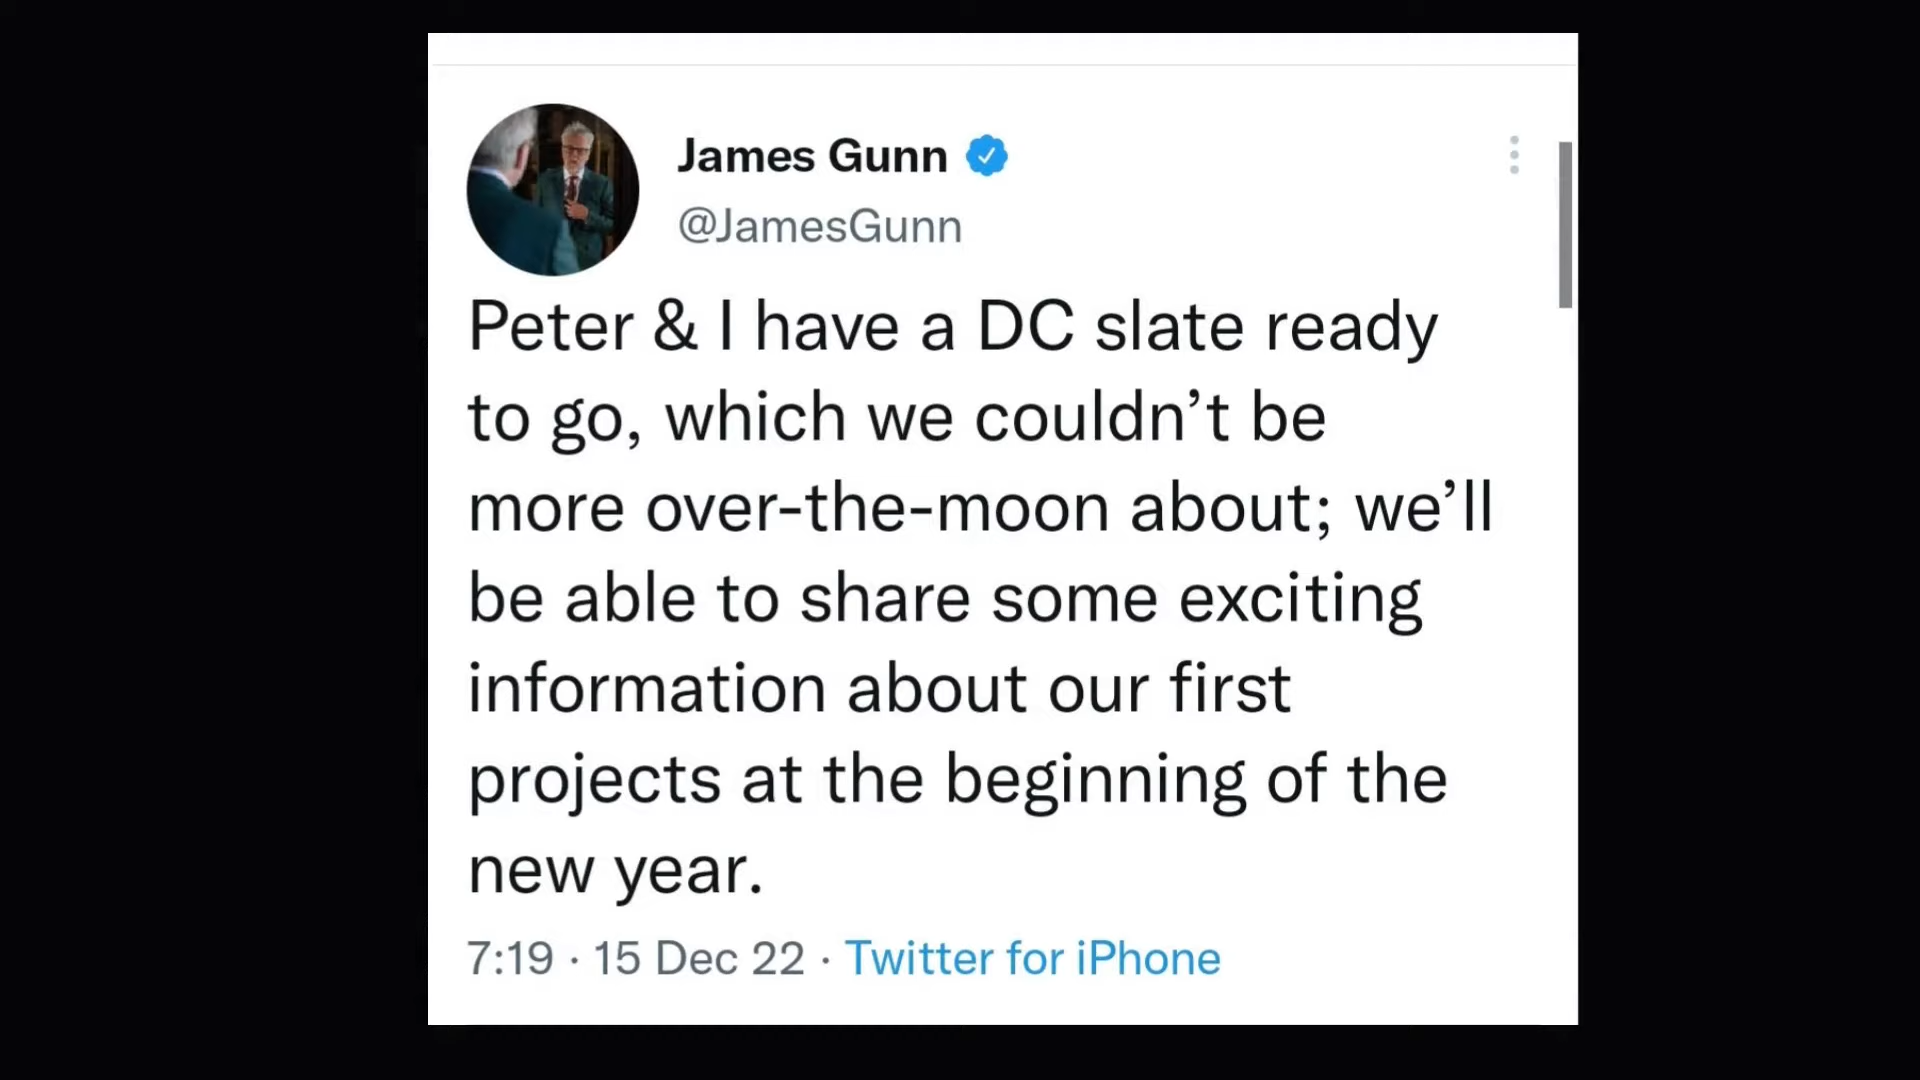 James Gunn
@JamesGunn
Peter & I have a DC slate ready
to go, which we couldn’t be
more over-the-moon about; we’ll
be able to share some exciting
information about our first
projects at the beginning of the
new year.
7:19 · 15 Dec 22 · Twitter for iPhone